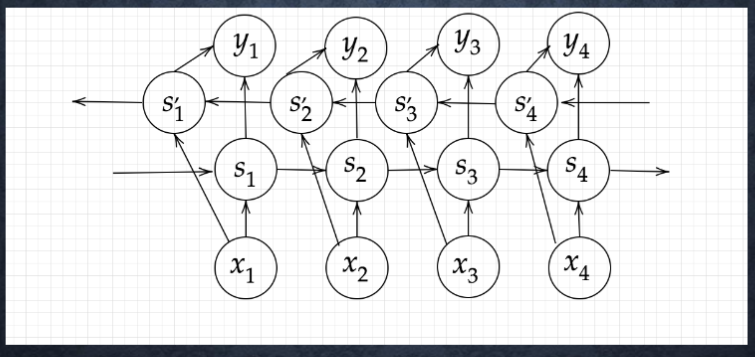 y1 y2 y3 y4
s′1 s′2 s′3 s′4
s1 s2 s3 s4
x1 x2 x3 x4